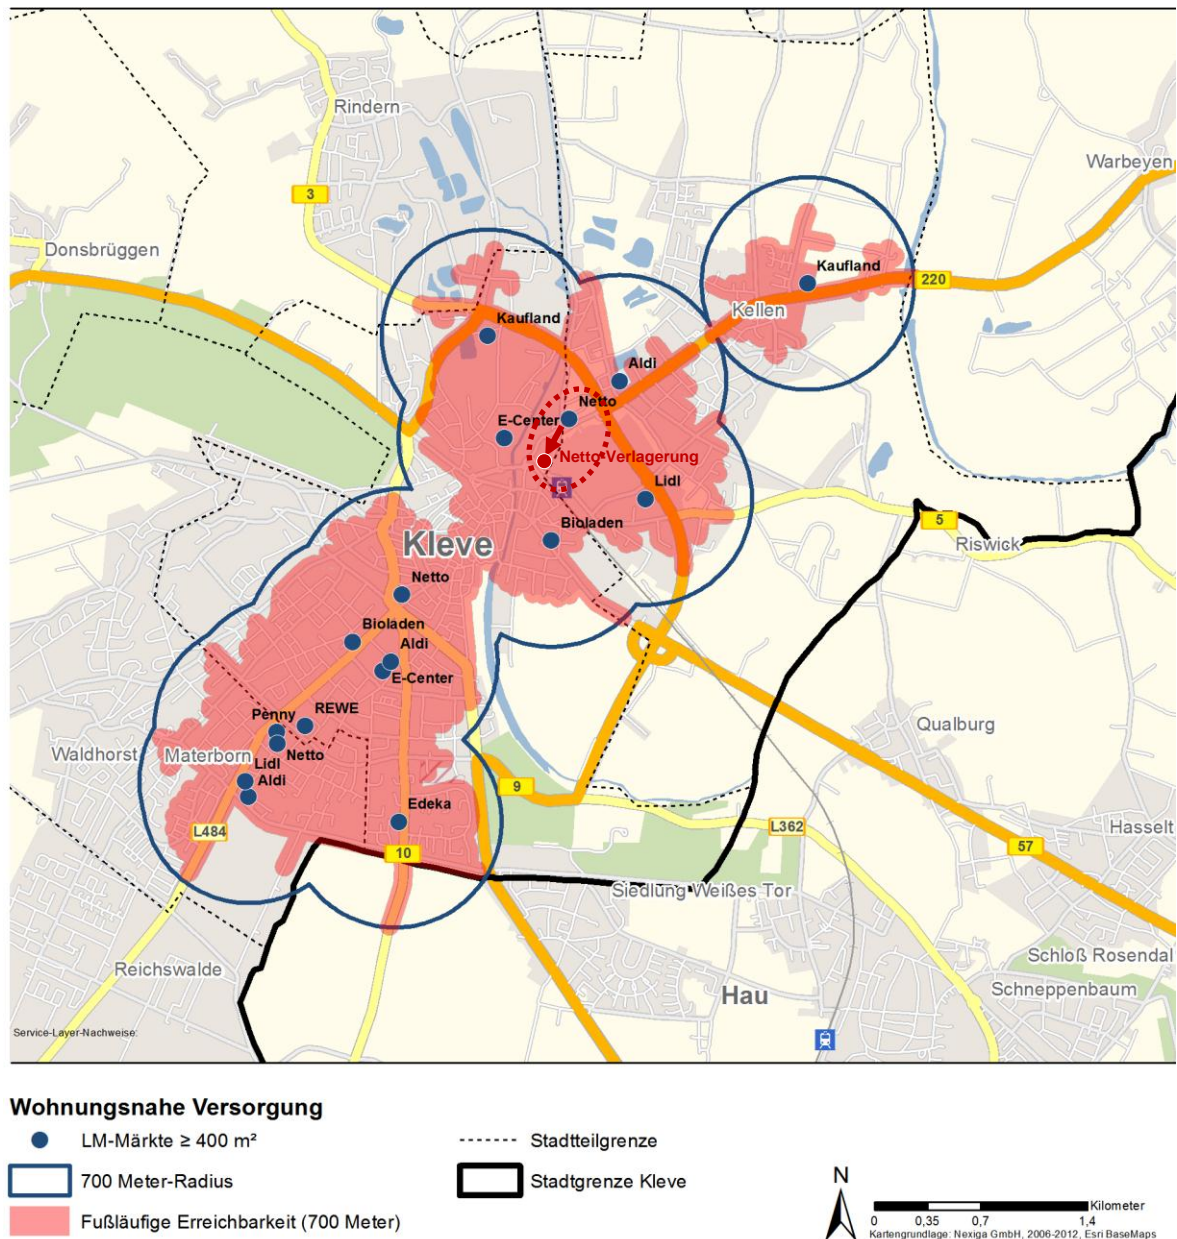 Rindern
Warbeyen
3
Donsbrüggen
Kaufland
220
Kellen
Kaufland
Aldi
Netto
E-Center
Netto Verlagerung
Lidl
Bioladen
5
Riswick
Kleve
Netto
Bioladen
Aldi
E-Center
REWE
Penny
Netto
Qualburg
Waldhorst
Materborn
Lidl
Aldi
9
Edeka
L484
L362
Hasselt
10
57
Siedlung Weißes Tor
Schloß Rosendal
Reichswalde
Schneppenbaum
Hau
Service-Layer-Nachweise:
Wohnungsnahe Versorgung
LM-Märkte ≥ 400 m²
Stadtteilgrenze
700 Meter-Radius
Stadtgrenze Kleve
Fußläufige Erreichbarkeit (700 Meter)
N
Kilometer
0 0,35 0,7 1,4
Kartengrundlage: Nexiga GmbH, 2006-2012, Esri BaseMaps